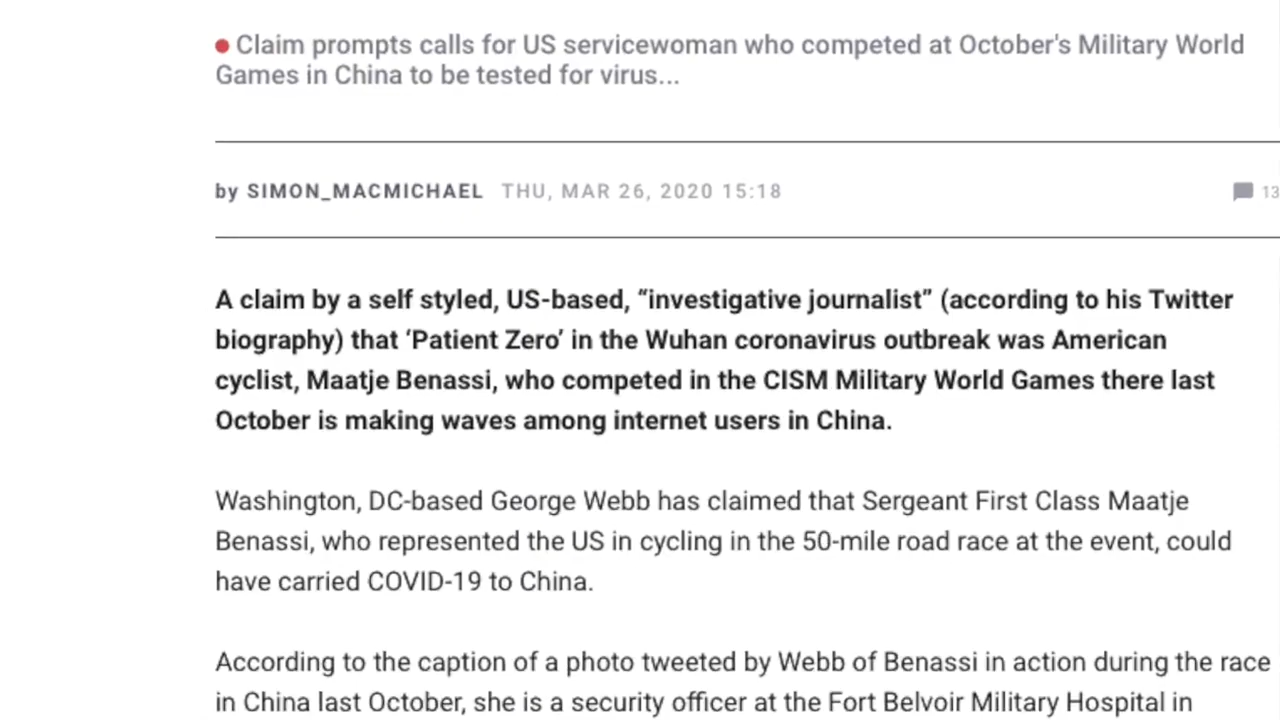 Claim prompts calls for US servicewoman who competed at October's Military World
Games in China to be tested for virus...
by SIMON_MACMICHAEL THU, MAR 26, 2020 15:18
13
A claim by a self styled, US-based, “investigative journalist” (according to his Twitter
biography) that ‘Patient Zero’ in the Wuhan coronavirus outbreak was American
cyclist, Maatje Benassi, who competed in the CISM Military World Games there last
October is making waves among internet users in China.
Washington, DC-based George Webb has claimed that Sergeant First Class Maatje
Benassi, who represented the US in cycling in the 50-mile road race at the event, could
have carried COVID-19 to China.
According to the caption of a photo tweeted by Webb of Benassi in action during the race
in China last October, she is a security officer at the Fort Belvoir Military Hospital in